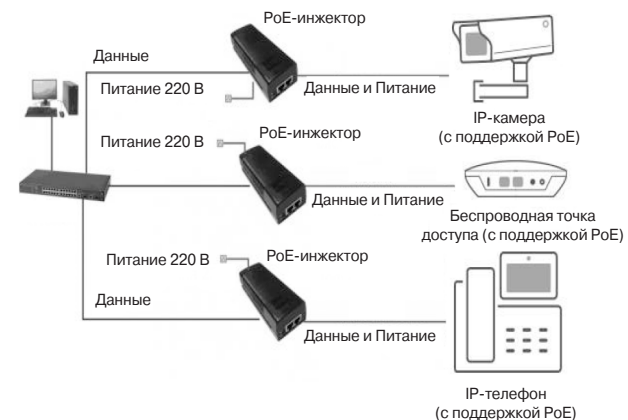 PoE-инжектор
Данные
Питание 220 В
Данные и Питание
IP-камера
(с поддержкой PoE)
Питание 220 В
PoE-инжектор
Данные и Питание
Беспроводная точка
доступа (с поддержкой PoE)
Питание 220 В
PoE-инжектор
Данные
Данные и Питание
IP-телефон
(с поддержкой PoE)